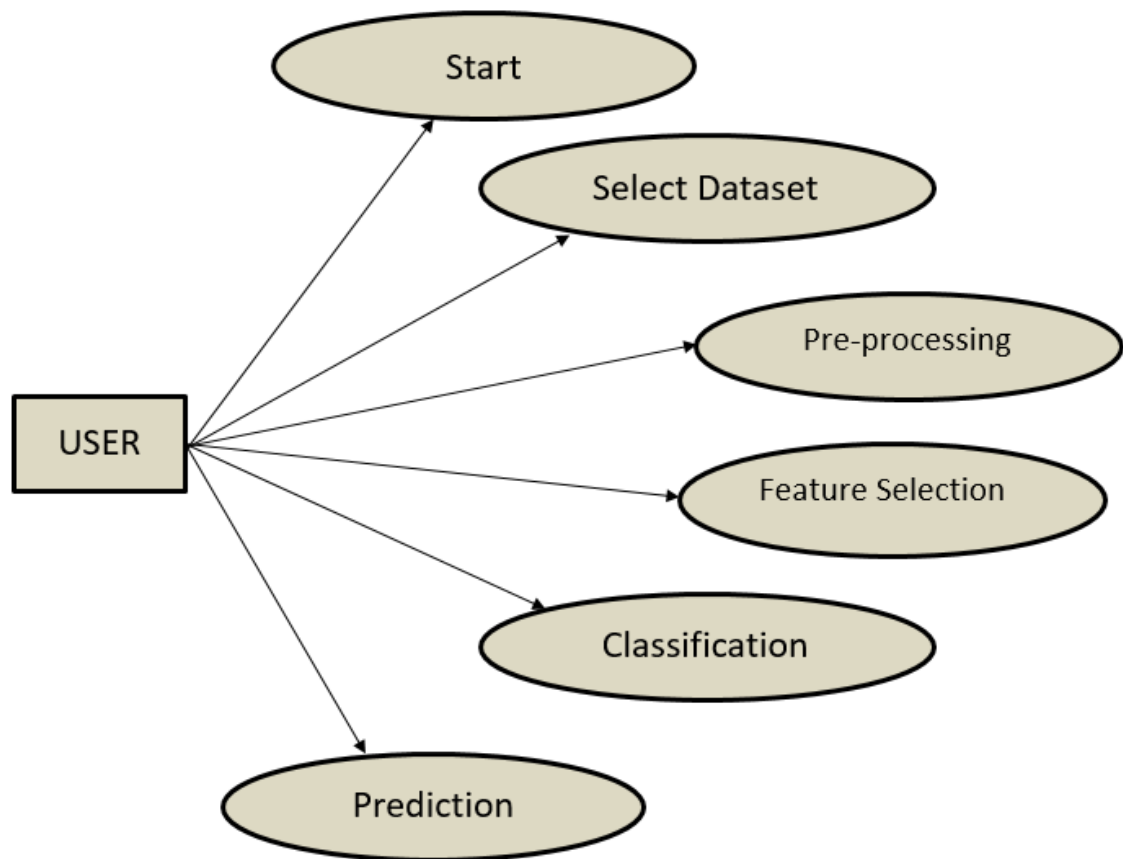 Start
Select Dataset
Pre-processing
USER
Feature Selection
Classification
Prediction